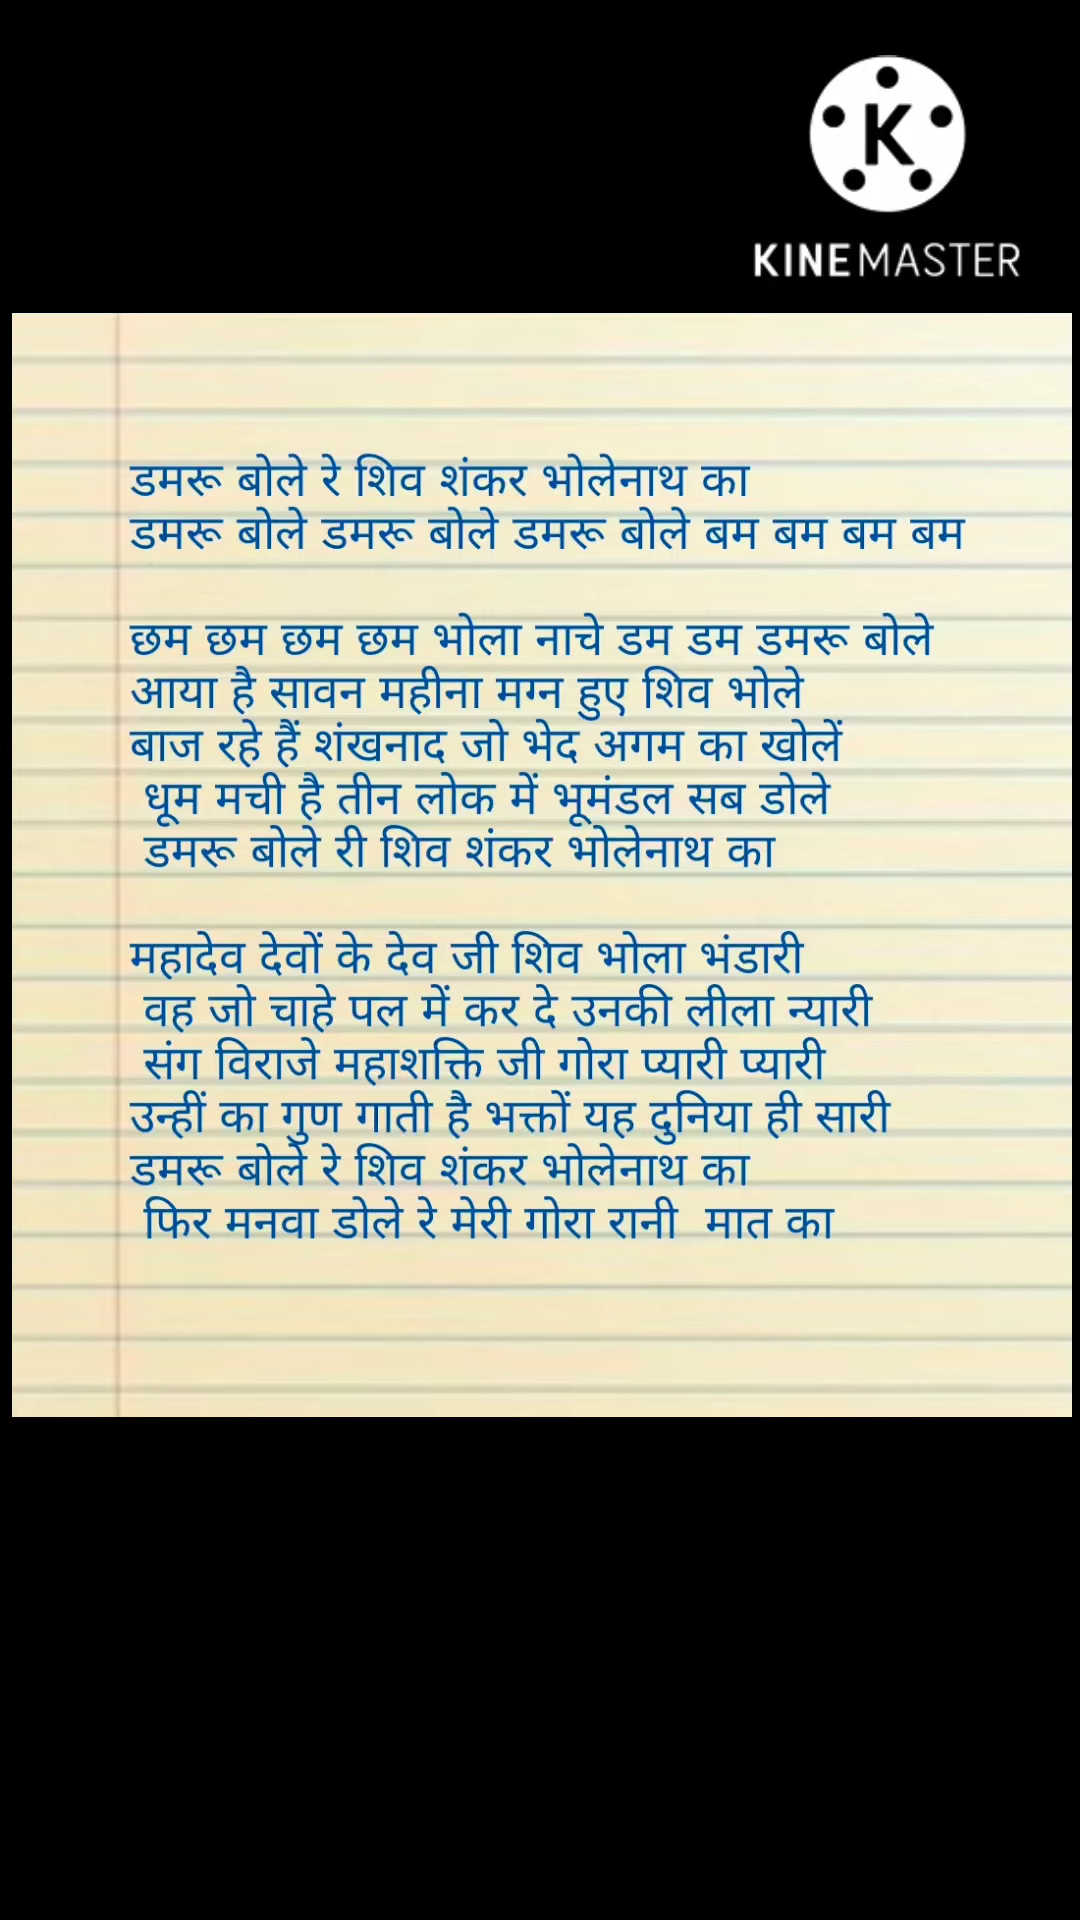 K
KINEMASTER
डमरू बोले रे शिव शंकर भोलेनाथ का
डमरू बोले डमरू बोले डमरू बोले बम बम बम बम
छम छम छम छम भोला नाचे डम डम डमरू बोले
आया है सावन महीना मग्न हुए शिव भोले
बाज रहे हैं शंखनाद जो भेद अगम का खोलें
धूम मची है तीन लोक में भूमंडल सब डोले
डमरू बोले री शिव शंकर भोलेनाथ का
महादेव देवों के देव जी शिव भोला भंडारी
वह जो चाहे पल में कर दे उनकी लीला न्यारी
संग विराजे महाशक्ति जी गोरा प्यारी प्यारी
उन्हीं का गुण गाती है भक्तों यह दुनिया ही सारी
डमरू बोले रे शिव शंकर भोलेनाथ का
फिर मनवा डोले रे मेरी गोरा रानी  मात का